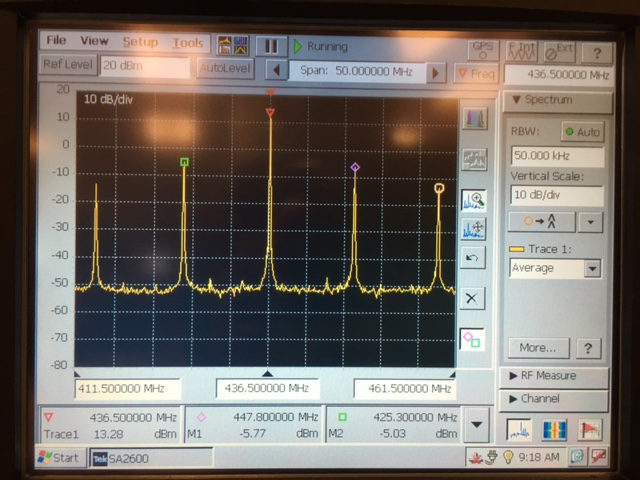 File View Setup Tools Running GPS F Int Ext ?
Ref Level 20 dBm AutoLevel Span: 50.000000 MHz Freq 436.500000 MHz
20
10 dB/div
10
0
-10
-20
-30
-40
-50
-60
-70
-80
Spectrum
RBW: Auto
50.000 kHz
Vertical Scale:
10 dB/div
Trace 1:
Average
More... ?
RF Measure
Channel
411.500000 MHz 436.500000 MHz 461.500000 MHz
436.500000 MHz 447.800000 MHz 425.300000 MHz
Trace1 13.28 dBm M1 -5.77 dBm M2 -5.03 dBm
Start Tek SA2600 9:18 AM